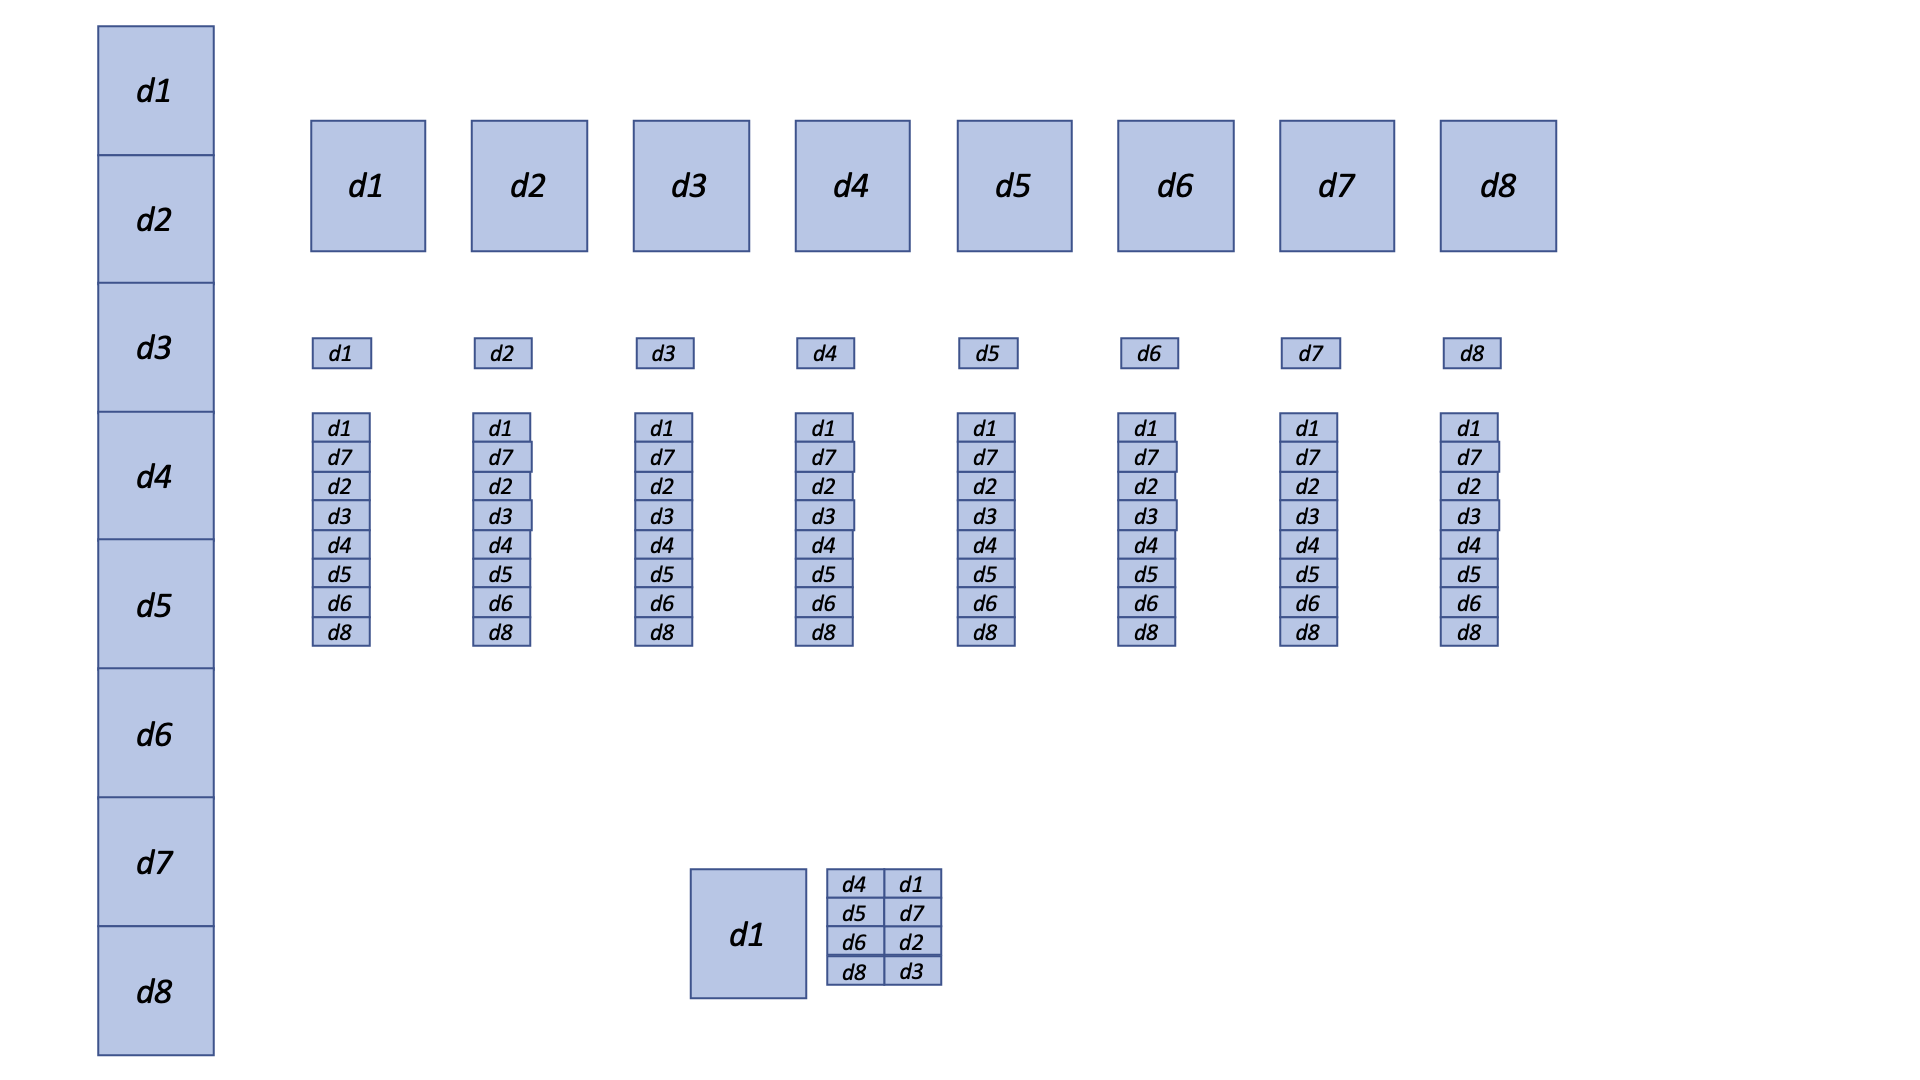 d1
d2
d3
d4
d5
d6
d7
d8
d1 d2 d3 d4 d5 d6 d7 d8
d1 d2 d3 d4 d5 d6 d7 d8
d1 d1 d1 d1 d1 d1 d1 d1
d7 d7 d7 d7 d7 d7 d7 d7
d2 d2 d2 d2 d2 d2 d2 d2
d3 d3 d3 d3 d3 d3 d3 d3
d4 d4 d4 d4 d4 d4 d4 d4
d5 d5 d5 d5 d5 d5 d5 d5
d6 d6 d6 d6 d6 d6 d6 d6
d8 d8 d8 d8 d8 d8 d8 d8
d1
d4 d1
d5 d7
d6 d2
d8 d3